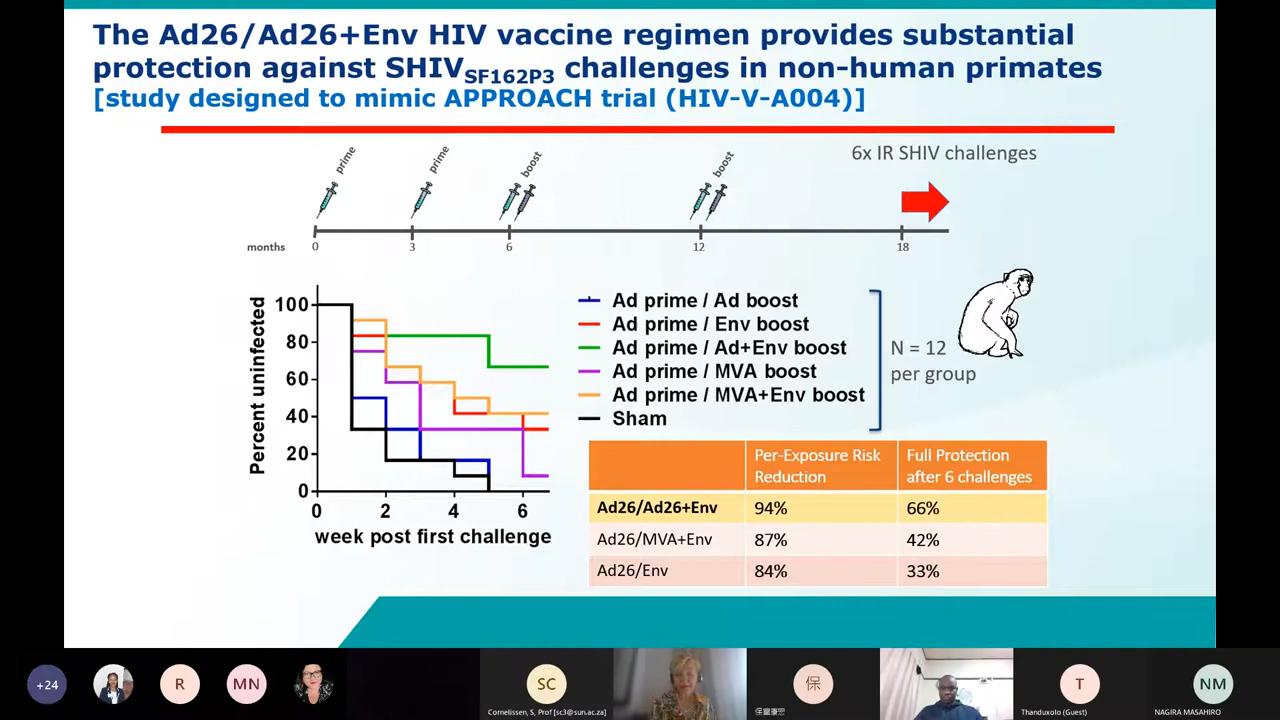 The Ad26/Ad26+Env HIV vaccine regimen provides substantial
protection against SHIVSF162P3 challenges in non-human primates
[study designed to mimic APPROACH trial (HIV-V-A004)]
prime
prime
boost
boost
6x IR SHIV challenges
months
0
3
6
12
18
Percent uninfected
100
80
60
40
20
0
0
2
4
6
week post first challenge
Ad prime / Ad boost
Ad prime / Env boost
Ad prime / Ad+Env boost
Ad prime / MVA boost
Ad prime / MVA+Env boost
Sham
N = 12
per group
Per-Exposure Risk
Reduction
Full Protection
after 6 challenges
Ad26/Ad26+Env 94% 66%
Ad26/MVA+Env 87% 42%
Ad26/Env 84% 33%
+24
R
MN
SC
Cornelissen, S, Prof [sc3@sun.ac.za]
保
保富康宏
T
Thanduxolo (Guest)
NM
NAGIRA MASAHIRO